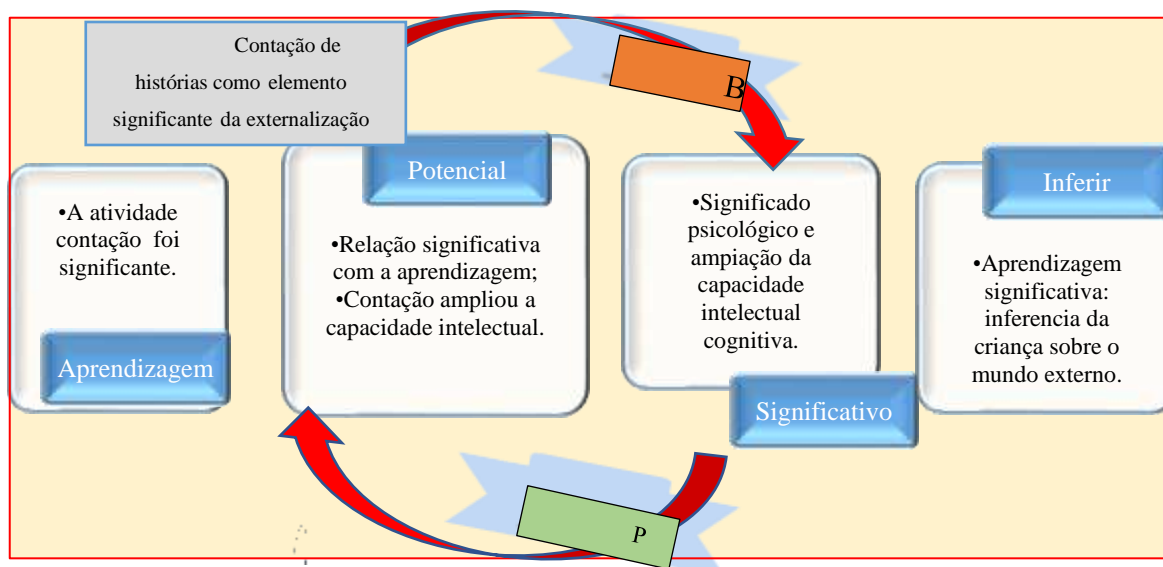 Contação de
histórias como elemento
significante da externalização
B
•A atividade
contação foi
significante.
Aprendizagem
Potencial
•Relação significativa
com a aprendizagem;
•Contação ampliou a
capacidade intelectual.
•Significado
psicológico e
ampiação da
capacidade
intelectual
cognitiva.
Significativo
Inferir
•Aprendizagem
significativa:
inferencia da
criança sobre o
mundo externo.
P